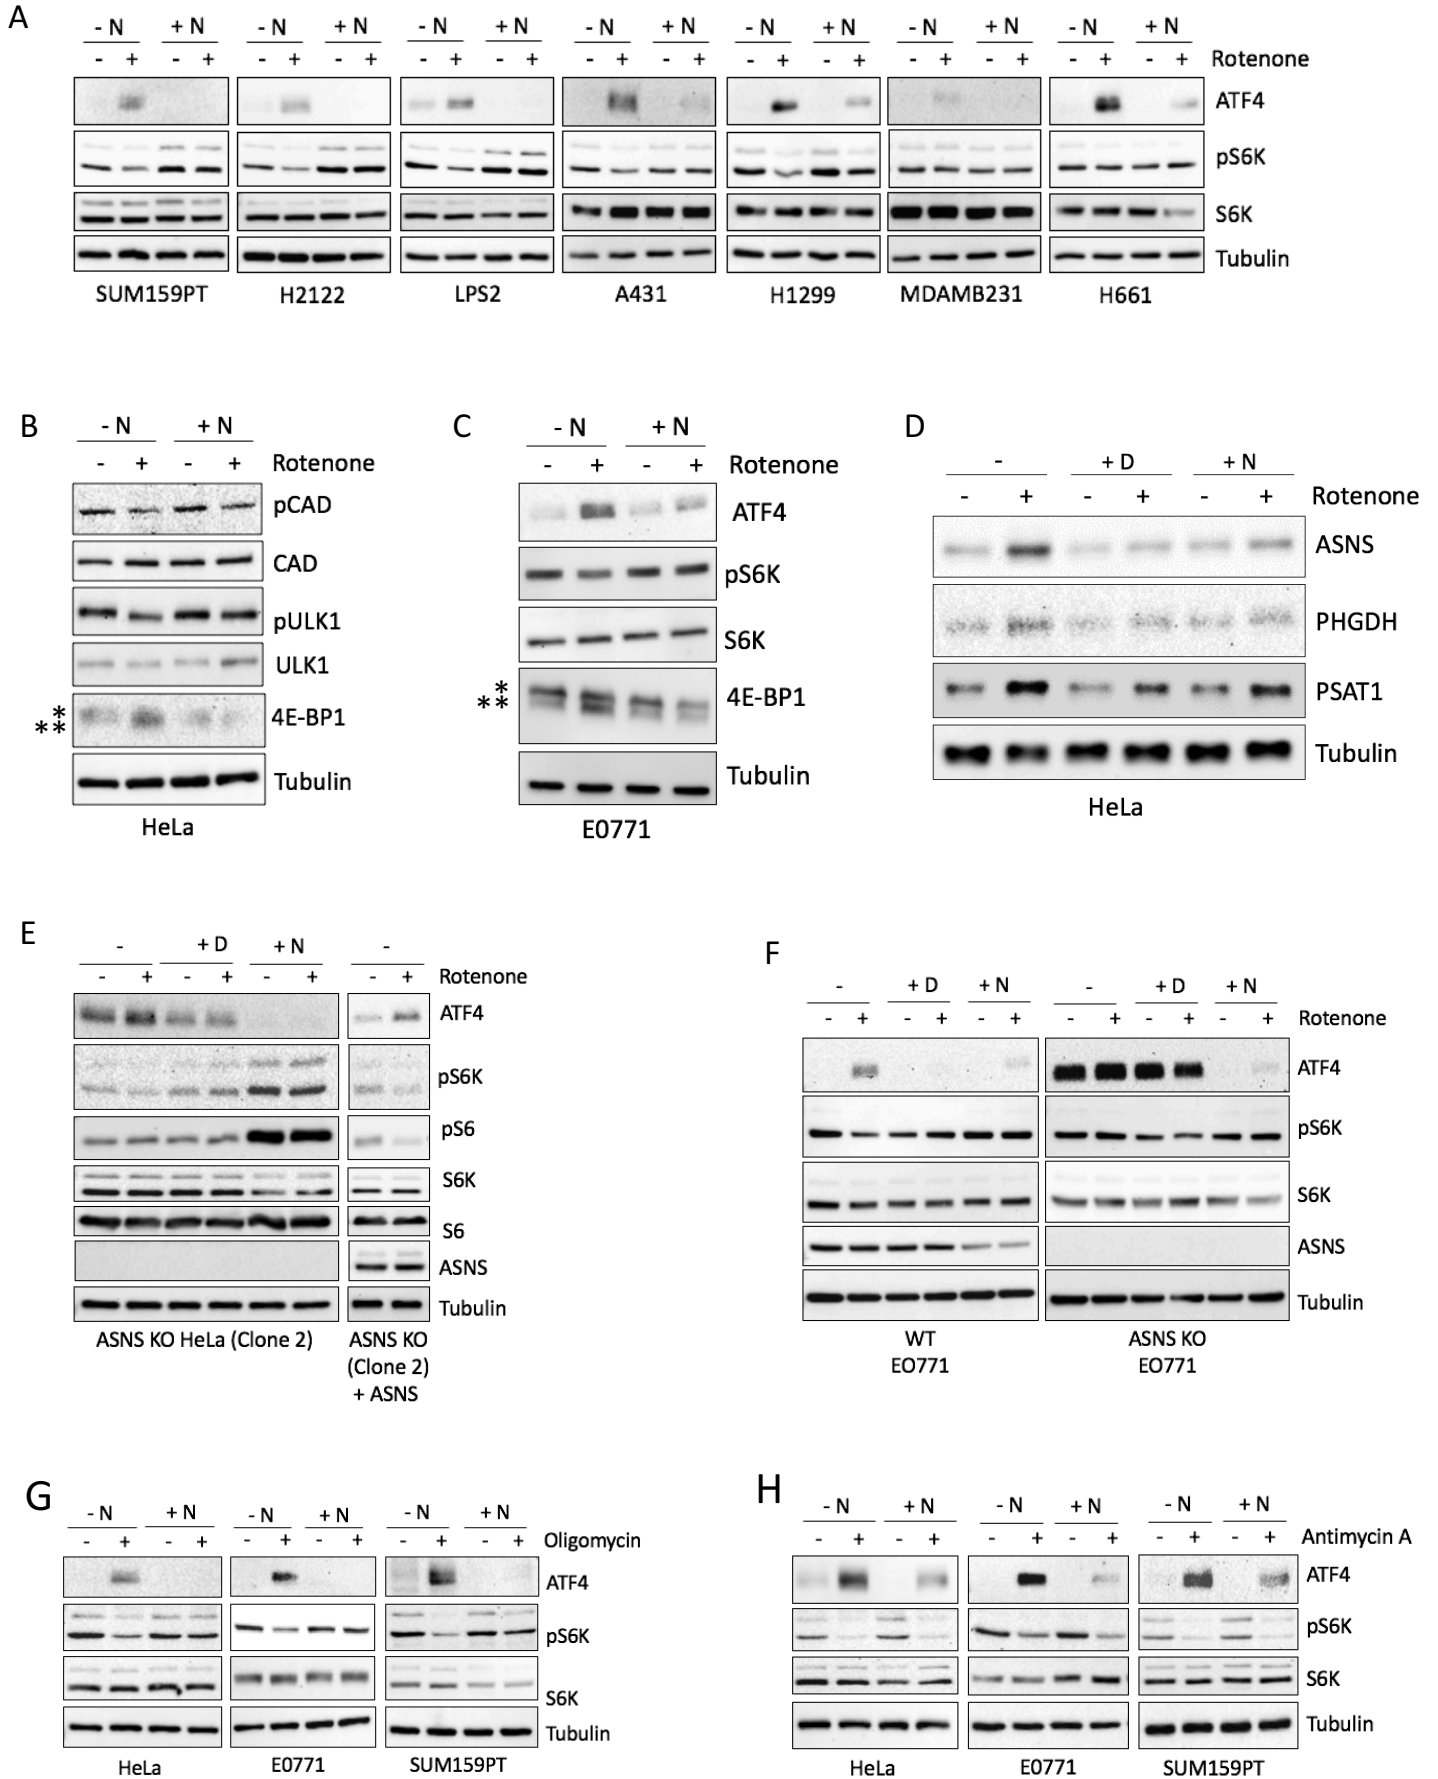 A
- N + N - N + N - N + N - N + N - N + N - N + N - N + N
- + - + - + - + - + - + - + - + - + - + - + - + - + - + Rotenone
ATF4
pS6K
S6K
Tubulin
SUM159PT H2122 LPS2 A431 H1299 MDAMB231 H661
B
- N + N
- + - + Rotenone
pCAD
CAD
pULK1
ULK1
*
** 4E-BP1
Tubulin
HeLa
C
- N + N
- + - + Rotenone
ATF4
pS6K
S6K
*
** 4E-BP1
Tubulin
E0771
D
- + D + N
- + - + - + Rotenone
ASNS
PHGDH
PSAT1
Tubulin
HeLa
E
- + D + N -
- + - + - + - + Rotenone
ATF4
pS6K
pS6
S6K
S6
ASNS
Tubulin
ASNS KO HeLa (Clone 2) ASNS KO
(Clone 2)
+ ASNS
F
- + D + N - + D + N
- + - + - + - + - + - + Rotenone
ATF4
pS6K
S6K
ASNS
Tubulin
WT ASNS KO
EO771 EO771
G
- N + N - N + N - N + N
- + - + - + - + - + - + Oligomycin
ATF4
pS6K
S6K
Tubulin
HeLa E0771 SUM159PT
H
- N + N - N + N - N + N
- + - + - + - + - + - + Antimycin A
ATF4
pS6K
S6K
Tubulin
HeLa E0771 SUM159PT